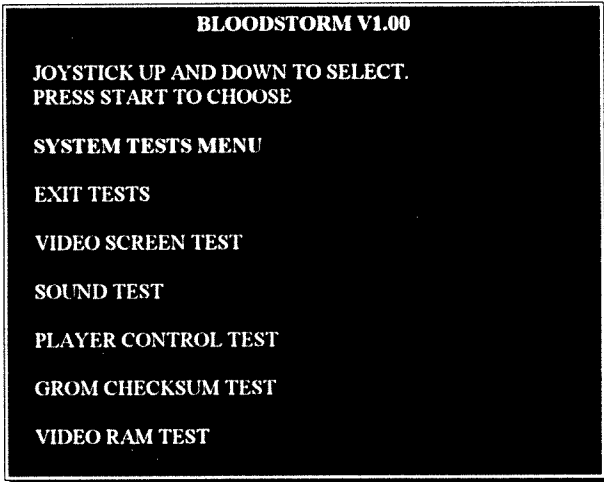 BLOODSTORM V1.00
JOYSTICK UP AND DOWN TO SELECT.
PRESS START TO CHOOSE
SYSTEM TESTS MENU
EXIT TESTS
VIDEO SCREEN TEST
SOUND TEST
PLAYER CONTROL TEST
GROM CHECKSUM TEST
VIDEO RAM TEST